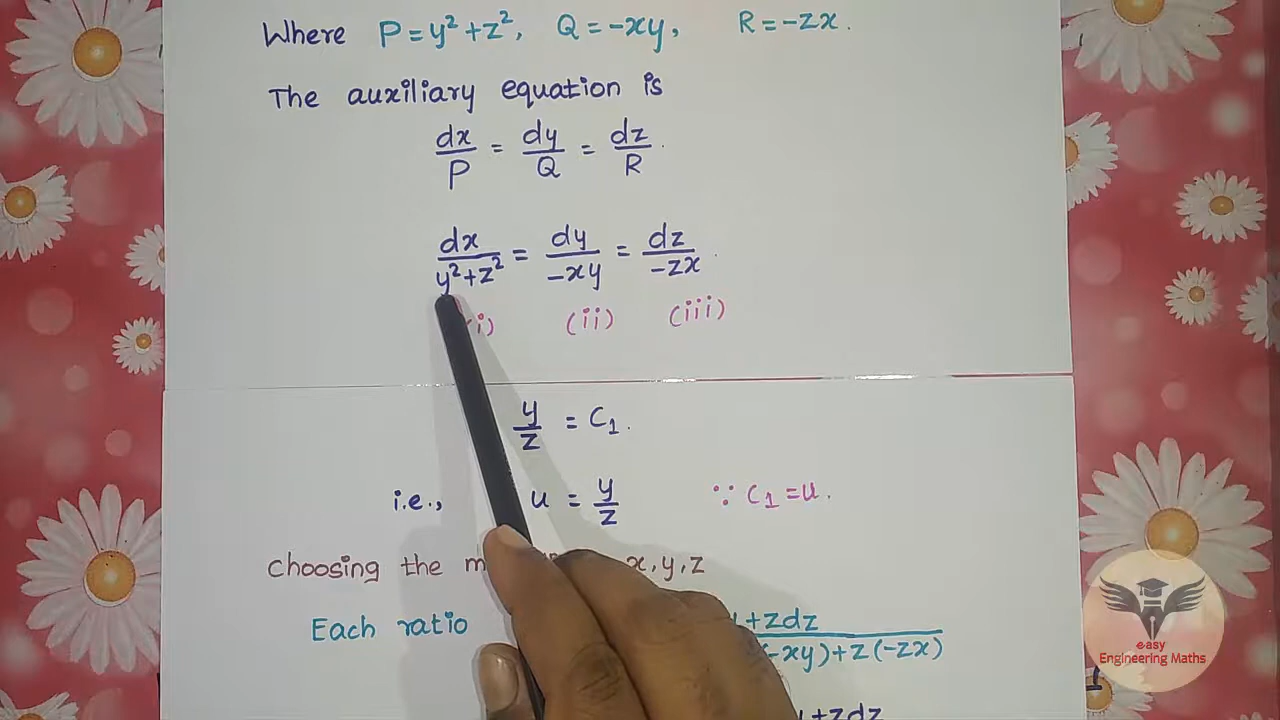 Where P = y² + z², Q = -xy, R = -zx.
The auxiliary equation is
dx/P = dy/Q = dz/R.
dx/y²+z² = dy/-xy = dz/-zx.
(ii) (iii)
y/z = C₁.
i.e., u = y/z ∵ C₁ = u.
choosing the x, y, z
Each ratio +zdz/(-xy)+z(-zx)
+zdz
easy
Engineering Maths